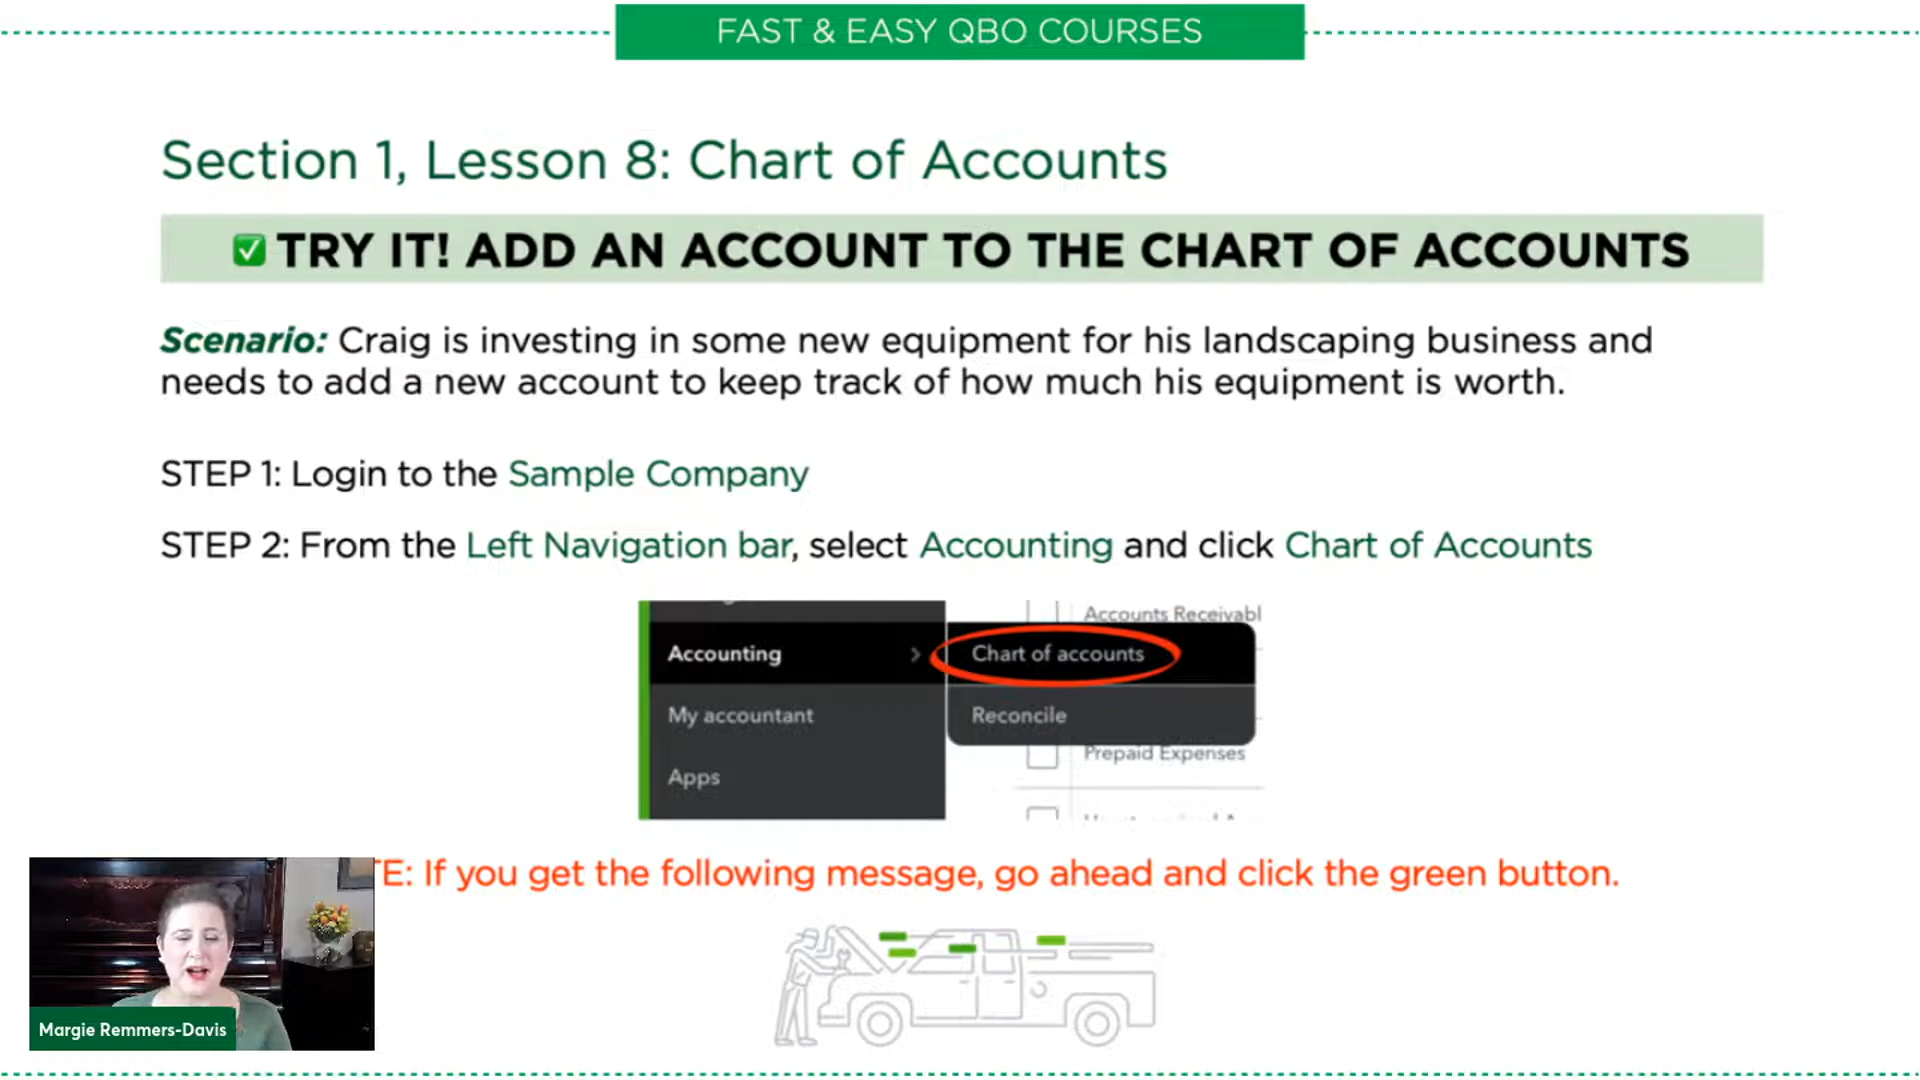 FAST & EASY QBO COURSES
Section 1, Lesson 8: Chart of Accounts
✅ TRY IT! ADD AN ACCOUNT TO THE CHART OF ACCOUNTS
Scenario: Craig is investing in some new equipment for his landscaping business and
needs to add a new account to keep track of how much his equipment is worth.
STEP 1: Login to the Sample Company
STEP 2: From the Left Navigation bar, select Accounting and click Chart of Accounts
Accounts Receivabl
Accounting > Chart of accounts
My accountant
Reconcile
Prepaid Expenses
Apps
TE: If you get the following message, go ahead and click the green button.
Margie Remmers-Davis